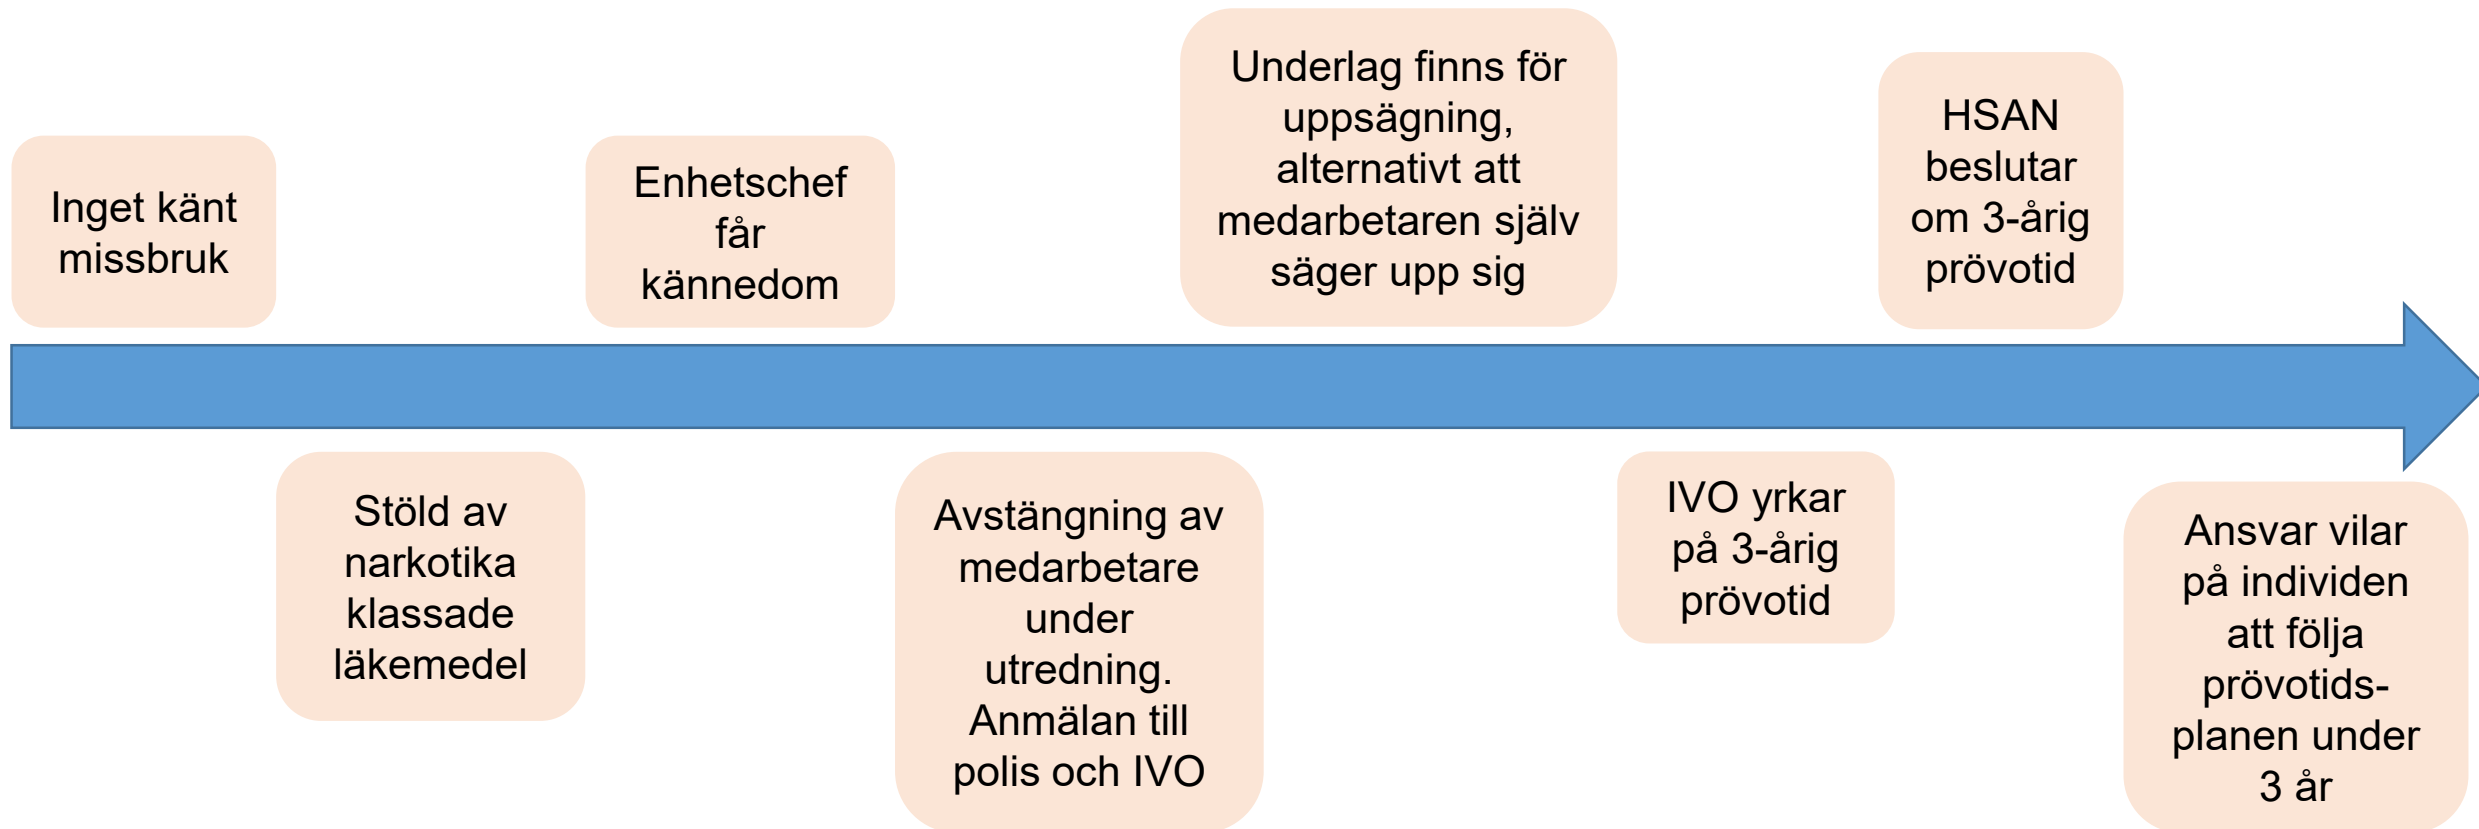 Inget känt
missbruk
Stöld av
narkotika
klassade
läkemedel
Enhetschef
får
kännedom
Avstängning av
medarbetare
under
utredning.
Anmälan till
polis och IVO
Underlag finns för
uppsägning,
alternativt att
medarbetaren själv
säger upp sig
IVO yrkar
på 3-årig
prövotid
HSAN
beslutar
om 3-årig
prövotid
Ansvar vilar
på individen
att följa
prövotids-
planen under
3 år